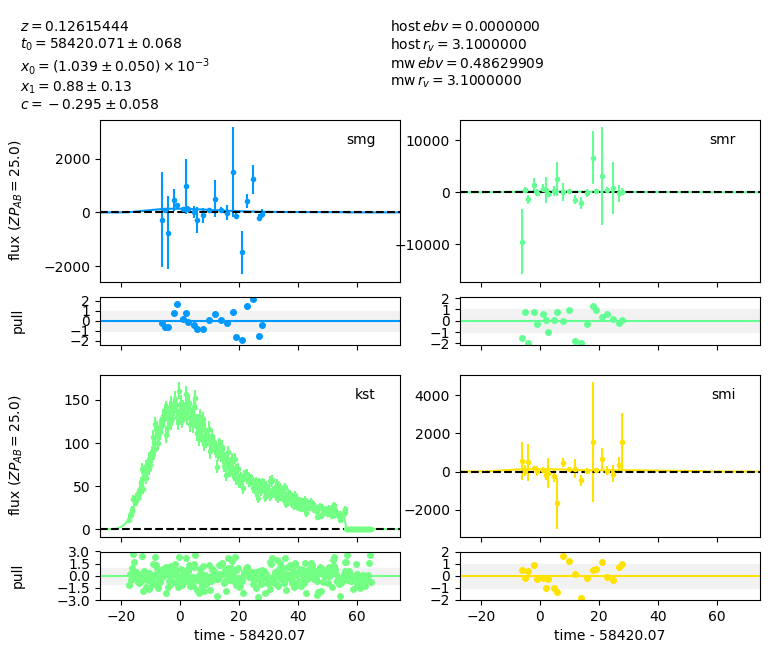 z = 0.12615444
t₀ = 58420.071 ± 0.068
x₀ = (1.039 ± 0.050) × 10⁻³
x₁ = 0.88 ± 0.13
c = −0.295 ± 0.058
host ebv = 0.0000000
host r_v = 3.1000000
mw ebv = 0.48629909
mw r_v = 3.1000000
flux (ZP_AB = 25.0)
2000
0
−2000
smg
10000
0
−10000
smr
pull
2
1
0
−1
−2
2
1
0
−1
−2
flux (ZP_AB = 25.0)
150
100
50
0
kst
4000
2000
0
−2000
smi
pull
3.0
1.5
0.0
−1.5
−3.0
2
1
0
−1
−2
−20 0 20 40 60
−20 0 20 40 60
time - 58420.07
time - 58420.07